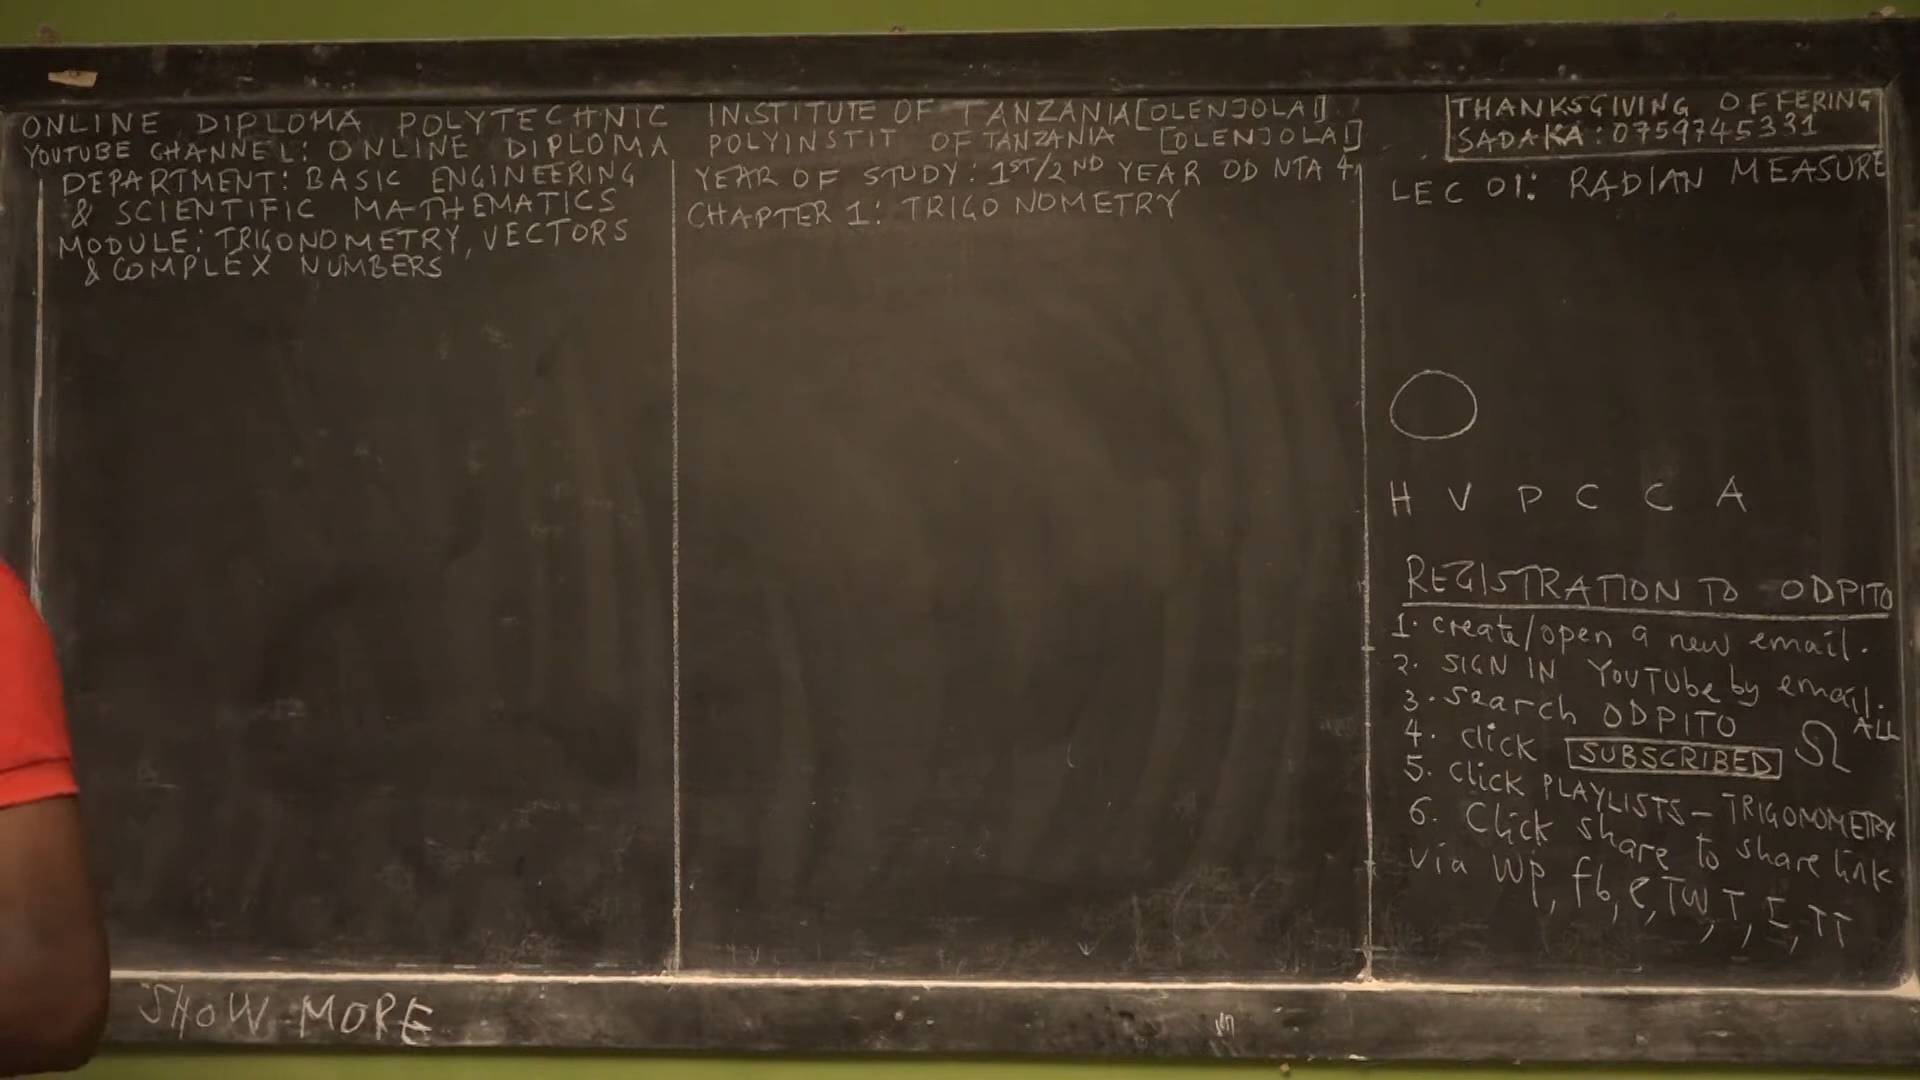 ONLINE DIPLOMA POLYTECHNIC INSTITUTE OF TANZANIA [OLENJOLAI]
YOUTUBE CHANNEL: ONLINE DIPLOMA POLYINSTIT OF TANZANIA [OLENJOLAI]
DEPARTMENT: BASIC ENGINEERING
& SCIENTIFIC MATHEMATICS
MODULE: TRIGONOMETRY, VECTORS
& COMPLEX NUMBERS
YEAR OF STUDY: 1ST/2ND YEAR OD NTA 4
CHAPTER 1: TRIGONOMETRY
THANKSGIVING OFFERING
SADAKA: 0759745331
LEC 01: RADIAN MEASURE
H V P C C A
REGISTRATION TO ODPITO
1. create/open a new email.
2. SIGN IN YOUTUbe by email.
3. search ODPITO
4. click SUBSCRIBED ALL
5. click PLAYLISTS - TRIGONOMETRY
6. Click share to share link
via Wp, fb, e, TW, T, I, TT
SHOW MORE